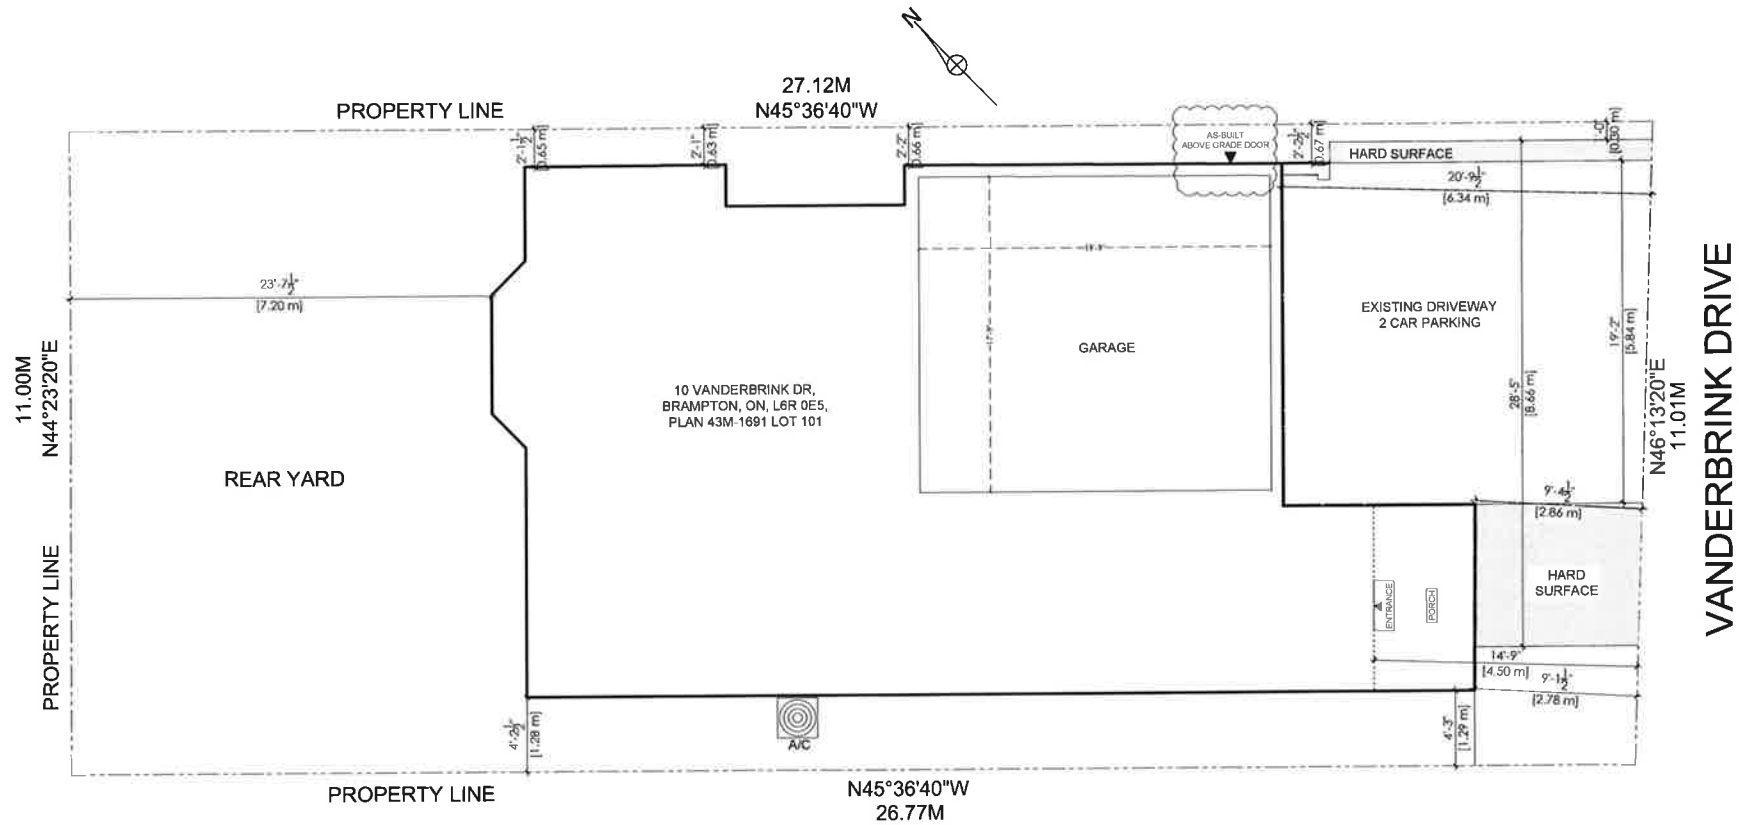 N
27.12M
N45°36'40"W
PROPERTY LINE
2'-1½"
[0.65 m]
2'-1"
[0.63 m]
2'-2"
[0.66 m]
AS-BUILT
ABOVE GRADE DOOR
2'-2½"
[0.67 m]
1'-0"
[0.30 m]
HARD SURFACE
20'-9½"
[6.34 m]
23'-7½"
[7.20 m]
EXISTING DRIVEWAY
2 CAR PARKING
19'-2"
[5.84 m]
GARAGE
17'-9"
28'-5"
[8.66 m]
10 VANDERBRINK DR,
BRAMPTON, ON, L6R 0E5,
PLAN 43M-1691 LOT 101
11.00M
N44°23'20"E
N46°13'20"E
11.01M
VANDERBRINK DRIVE
REAR YARD
9'-4½"
[2.86 m]
HARD
SURFACE
ENTRANCE
PORCH
PROPERTY LINE
14'-9"
[4.50 m]
9'-1½"
[2.78 m]
4'-2½"
[1.28 m]
A/C
4'-3"
[1.29 m]
PROPERTY LINE
N45°36'40"W
26.77M